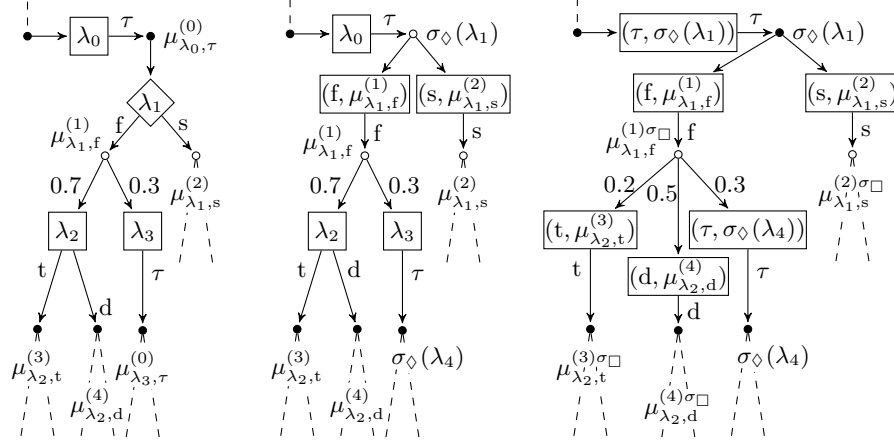 λ₀ τ μ^{(0)}_{λ₀,τ}
λ₁
f s
μ^{(1)}_{λ₁,f}
0.7 0.3 μ^{(2)}_{λ₁,s}
λ₂ λ₃
t d τ
μ^{(3)}_{λ₂,t} μ^{(4)}_{λ₂,d} μ^{(0)}_{λ₃,τ}
λ₀ τ σ◊(λ₁)
(f, μ^{(1)}_{λ₁,f}) (s, μ^{(2)}_{λ₁,s})
f s
μ^{(1)}_{λ₁,f}
0.7 0.3 μ^{(2)}_{λ₁,s}
λ₂ λ₃
t d τ
μ^{(3)}_{λ₂,t} μ^{(4)}_{λ₂,d} σ◊(λ₄)
(τ, σ◊(λ₁)) τ σ◊(λ₁)
(f, μ^{(1)}_{λ₁,f}) (s, μ^{(2)}_{λ₁,s})
f s
μ^{(1)σ□}_{λ₁,f}
0.2 0.5 0.3 μ^{(2)σ□}_{λ₁,s}
(t, μ^{(3)}_{λ₂,t}) (τ, σ◊(λ₄))
(d, μ^{(4)}_{λ₂,d})
t d τ
μ^{(3)σ□}_{λ₂,t} μ^{(4)σ□}_{λ₂,d} σ◊(λ₄)